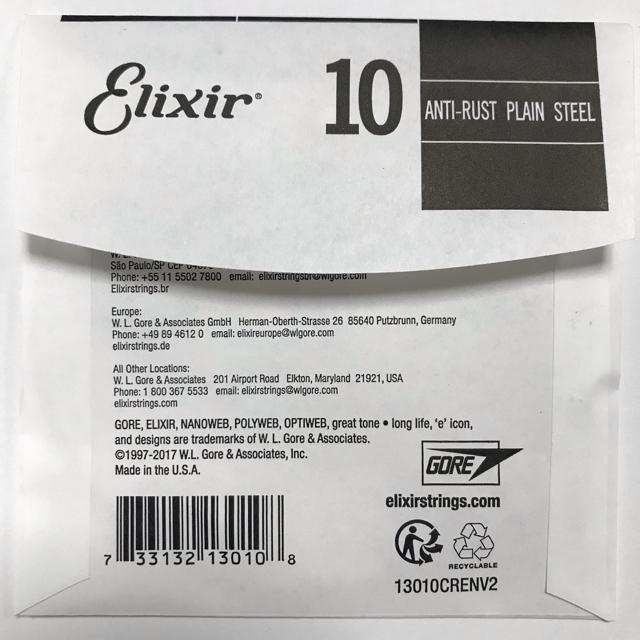 Elixir®
10
ANTI-RUST PLAIN STEEL
São Paulo/SP CEP
Phone: +55 11 5502 7800 email: elixirstringsbr@wlgore.com
Elixirstrings.br
Europe:
W. L. Gore & Associates GmbH Herman-Oberth-Strasse 26 85640 Putzbrunn, Germany
Phone: +49 89 4612 0 email: elixireurope@wlgore.com
elixirstrings.de
All Other Locations:
W. L. Gore & Associates 201 Airport Road Elkton, Maryland 21921, USA
Phone: 1 800 367 5533 email: elixirstrings@wlgore.com
elixirstrings.com
GORE, ELIXIR, NANOWEB, POLYWEB, OPTIWEB, great tone • long life, 'e' icon,
and designs are trademarks of W. L. Gore & Associates.
©1997-2017 W.L. Gore & Associates, Inc.
Made in the U.S.A.
GORE
elixirstrings.com
7 33132 13010 8
RECYCLABLE
13010CRENV2